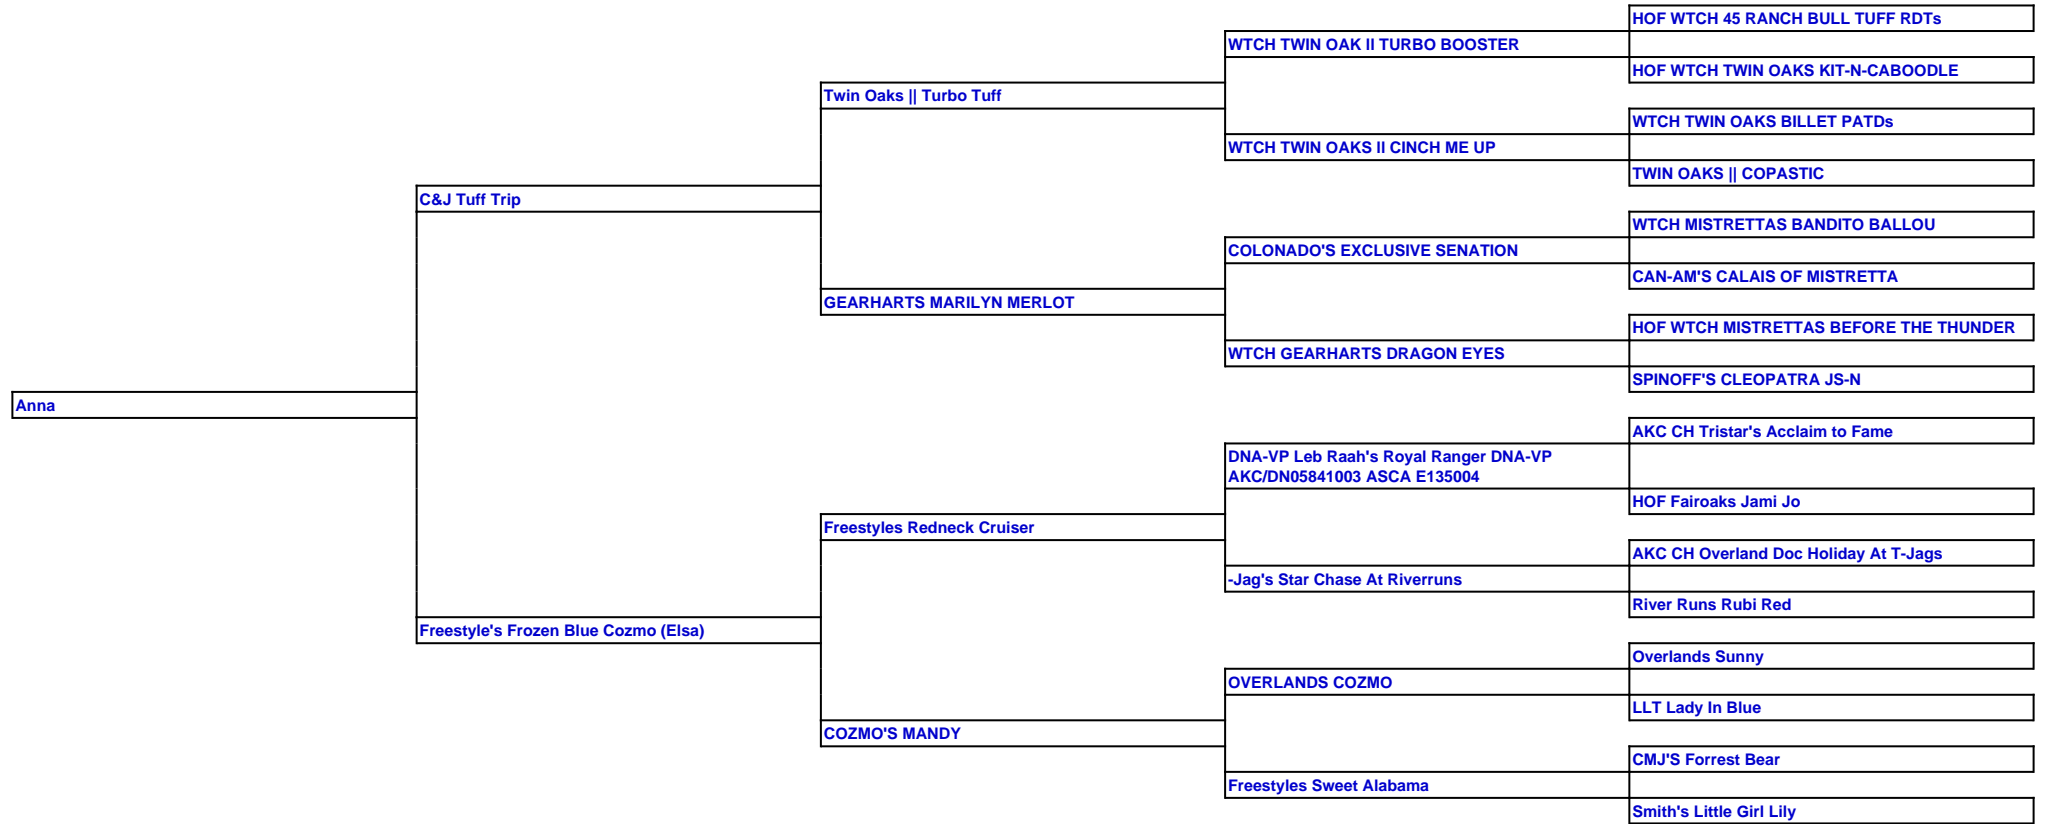 HOF WTCH 45 RANCH BULL TUFF RDTs
WTCH TWIN OAK II TURBO BOOSTER
HOF WTCH TWIN OAKS KIT-N-CABOODLE
Twin Oaks || Turbo Tuff
WTCH TWIN OAKS BILLET PATDs
WTCH TWIN OAKS II CINCH ME UP
TWIN OAKS || COPASTIC
C&J Tuff Trip
WTCH MISTRETTAS BANDITO BALLOU
COLONADO'S EXCLUSIVE SENATION
CAN-AM'S CALAIS OF MISTRETTA
GEARHARTS MARILYN MERLOT
HOF WTCH MISTRETTAS BEFORE THE THUNDER
WTCH GEARHARTS DRAGON EYES
SPINOFF'S CLEOPATRA JS-N
Anna
AKC CH Tristar's Acclaim to Fame
DNA-VP Leb Raah's Royal Ranger DNA-VP
AKC/DN05841003 ASCA E135004
HOF Fairoaks Jami Jo
Freestyles Redneck Cruiser
AKC CH Overland Doc Holiday At T-Jags
-Jag's Star Chase At Riverruns
River Runs Rubi Red
Freestyle's Frozen Blue Cozmo (Elsa)
Overlands Sunny
OVERLANDS COZMO
LLT Lady In Blue
COZMO'S MANDY
CMJ'S Forrest Bear
Freestyles Sweet Alabama
Smith's Little Girl Lily